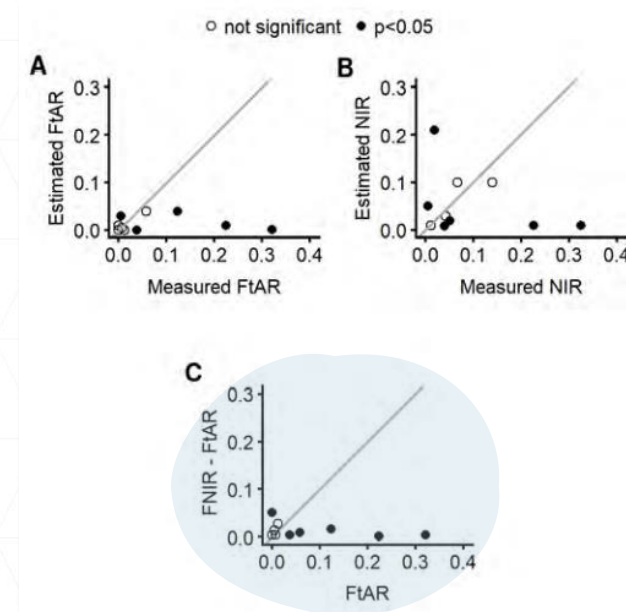 ○ not significant ● p<0.05
A
Estimated FtAR
0.3
0.2
0.1
0.0
0.0 0.1 0.2 0.3 0.4
Measured FtAR
B
Estimated NIR
0.3
0.2
0.1
0.0
0.0 0.1 0.2 0.3 0.4
Measured NIR
C
FNIR - FtAR
0.3
0.2
0.1
0.0
0.0 0.1 0.2 0.3 0.4
FtAR